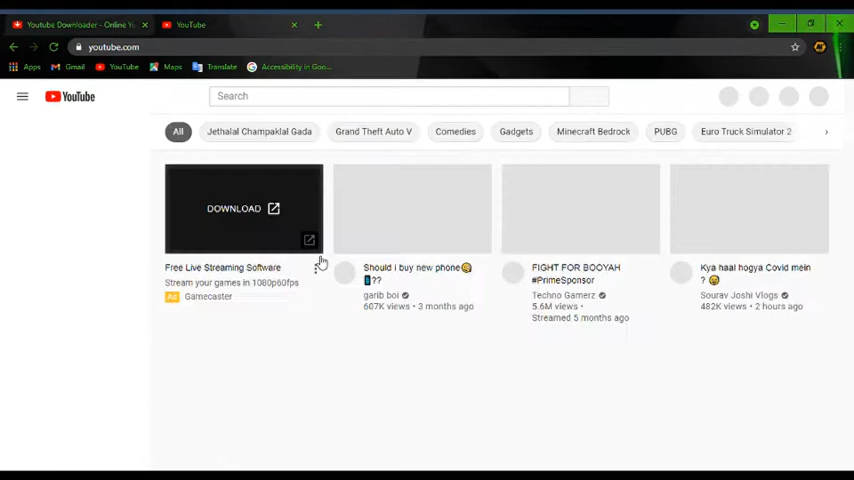 Youtube Downloader - Online Yo
YouTube
youtube.com
Apps
Gmail
YouTube
Maps
Translate
Accessibility in Goo...
YouTube
Search
All
Jethalal Champaklal Gada
Grand Theft Auto V
Comedies
Gadgets
Minecraft Bedrock
PUBG
Euro Truck Simulator 2
DOWNLOAD
Free Live Streaming Software
Stream your games in 1080p60fps
Ad Gamecaster
Should i buy new phone🧐
📱??
garib boi
607K views • 3 months ago
FIGHT FOR BOOYAH
#PrimeSponsor
Techno Gamerz
5.6M views •
Streamed 5 months ago
Kya haal hogya Covid mein
? 😢
Sourav Joshi Vlogs
482K views • 2 hours ago